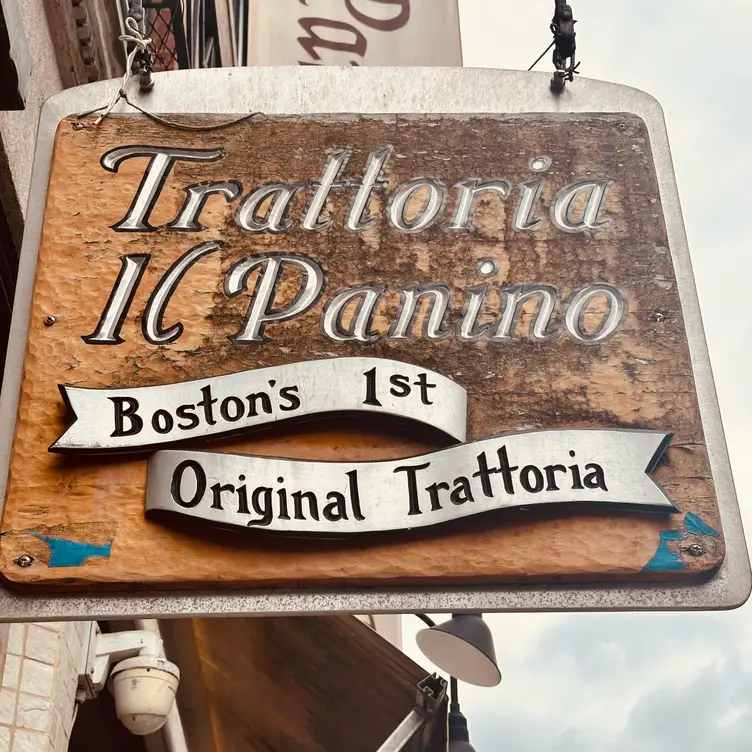 Trattoria
Il Panino
Boston's 1st
Original Trattoria